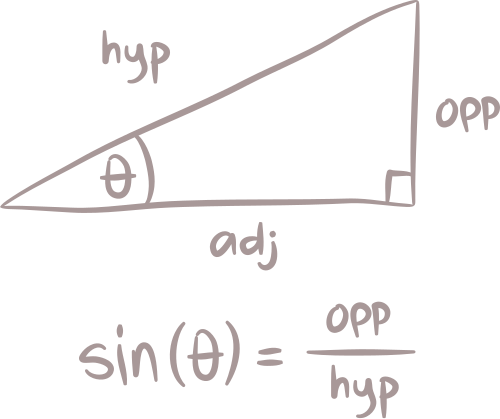 hyp
opp
θ
adj
sin(θ) = opp/hyp